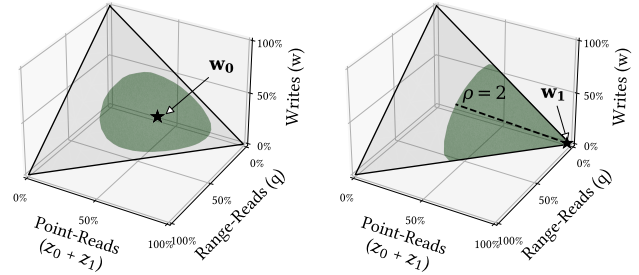 w₀
100%
50%
0%
Writes (w)
0%
50%
100%
0%
50%
100%
Point-Reads
(z₀ + z₁)
Range-Reads (q)
ρ = 2
w₁
100%
50%
0%
Writes (w)
0%
50%
100%
0%
50%
100%
Point-Reads
(z₀ + z₁)
Range-Reads (q)